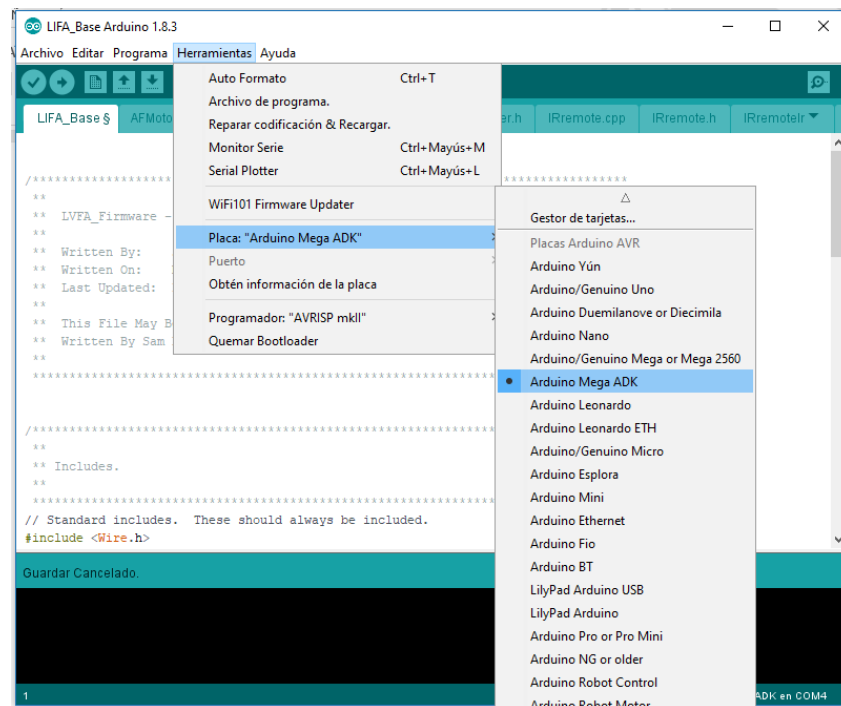 LIFA_Base Arduino 1.8.3
Archivo Editar Programa Herramientas Ayuda
LIFA_Base §
AFMoto
er.h
IRremote.cpp
IRremote.h
IRremoteIr
Auto Formato Ctrl+T
Archivo de programa.
Reparar codificación & Recargar.
Monitor Serie Ctrl+Mayús+M
Serial Plotter Ctrl+Mayús+L
WiFi101 Firmware Updater
Placa: "Arduino Mega ADK"
Puerto
Obtén información de la placa
Programador: "AVRISP mkII"
Quemar Bootloader
Gestor de tarjetas...
Placas Arduino AVR
Arduino Yún
Arduino/Genuino Uno
Arduino Duemilanove or Diecimila
Arduino Nano
Arduino/Genuino Mega or Mega 2560
Arduino Mega ADK
Arduino Leonardo
Arduino Leonardo ETH
Arduino/Genuino Micro
Arduino Esplora
Arduino Mini
Arduino Ethernet
Arduino Fio
Arduino BT
LilyPad Arduino USB
LilyPad Arduino
Arduino Pro or Pro Mini
Arduino NG or older
Arduino Robot Control
Arduino Robot Motor
/*******************
**
** LVFA_Firmware -
**
** Written By:
** Written On:
** Last Updated:
**
** This File May B
** Written By Sam
**
***************************************************
/***************************************************
**
** Includes.
**
***************************************************
// Standard includes. These should always be included.
#include <Wire.h>
Guardar Cancelado.
1
ADK en COM4